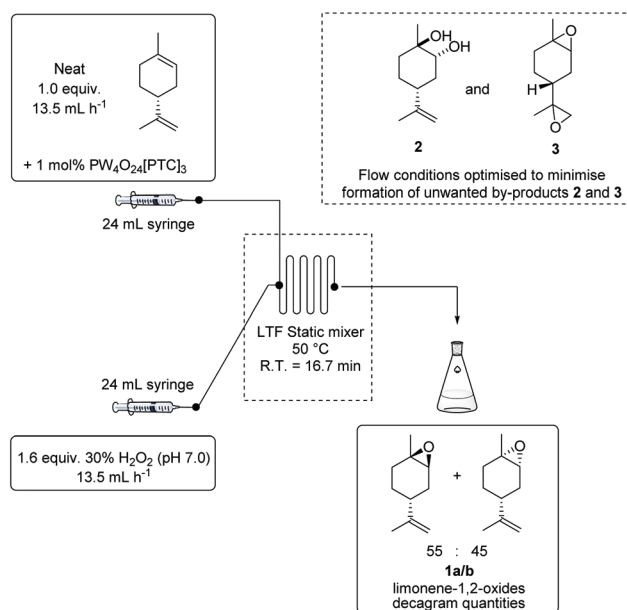 Neat
1.0 equiv.
13.5 mL h⁻¹
+ 1 mol% PW₄O₂₄[PTC]₃
24 mL syringe
OH
OH
and
H
O
O
2
3
Flow conditions optimised to minimise
formation of unwanted by-products 2 and 3
LTF Static mixer
50 °C
R.T. = 16.7 min
24 mL syringe
1.6 equiv. 30% H₂O₂ (pH 7.0)
13.5 mL h⁻¹
O
+
O
55 : 45
1a/b
limonene-1,2-oxides
decagram quantities